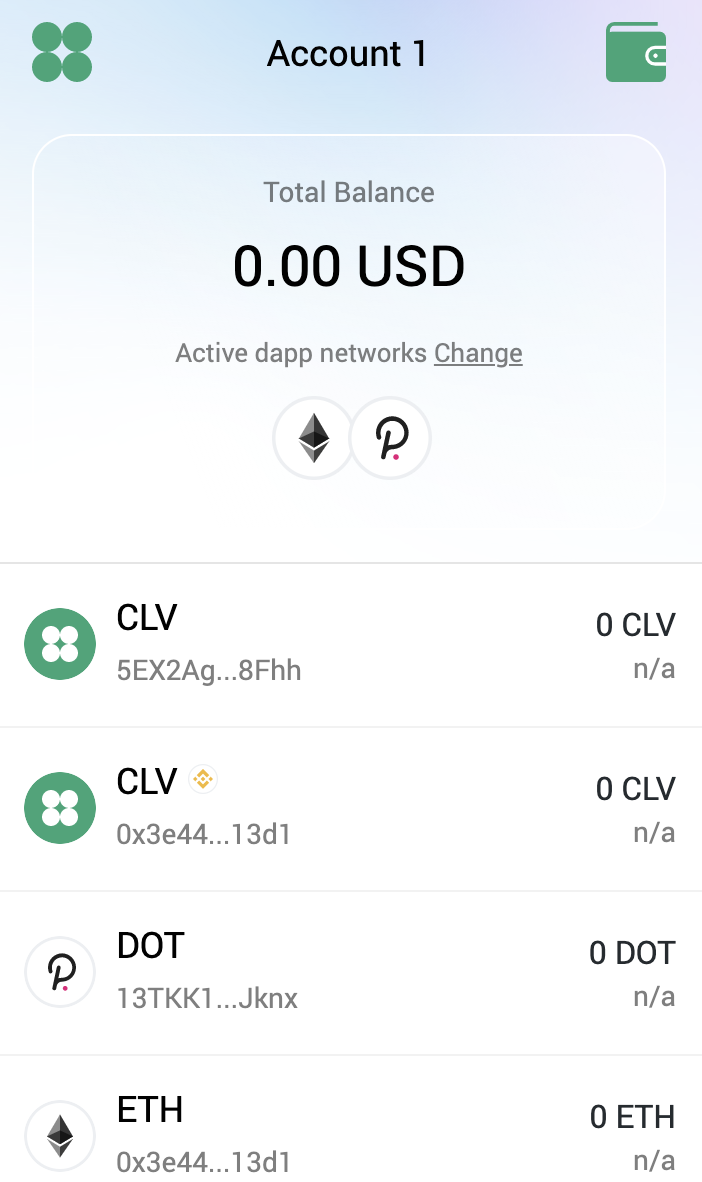 Account 1
Total Balance
0.00 USD
Active dapp networks Change
CLV
0 CLV
5EX2Ag...8Fhh
n/a
CLV
0 CLV
0x3e44...13d1
n/a
DOT
0 DOT
13TKK1...Jknx
n/a
ETH
0 ETH
0x3e44...13d1
n/a